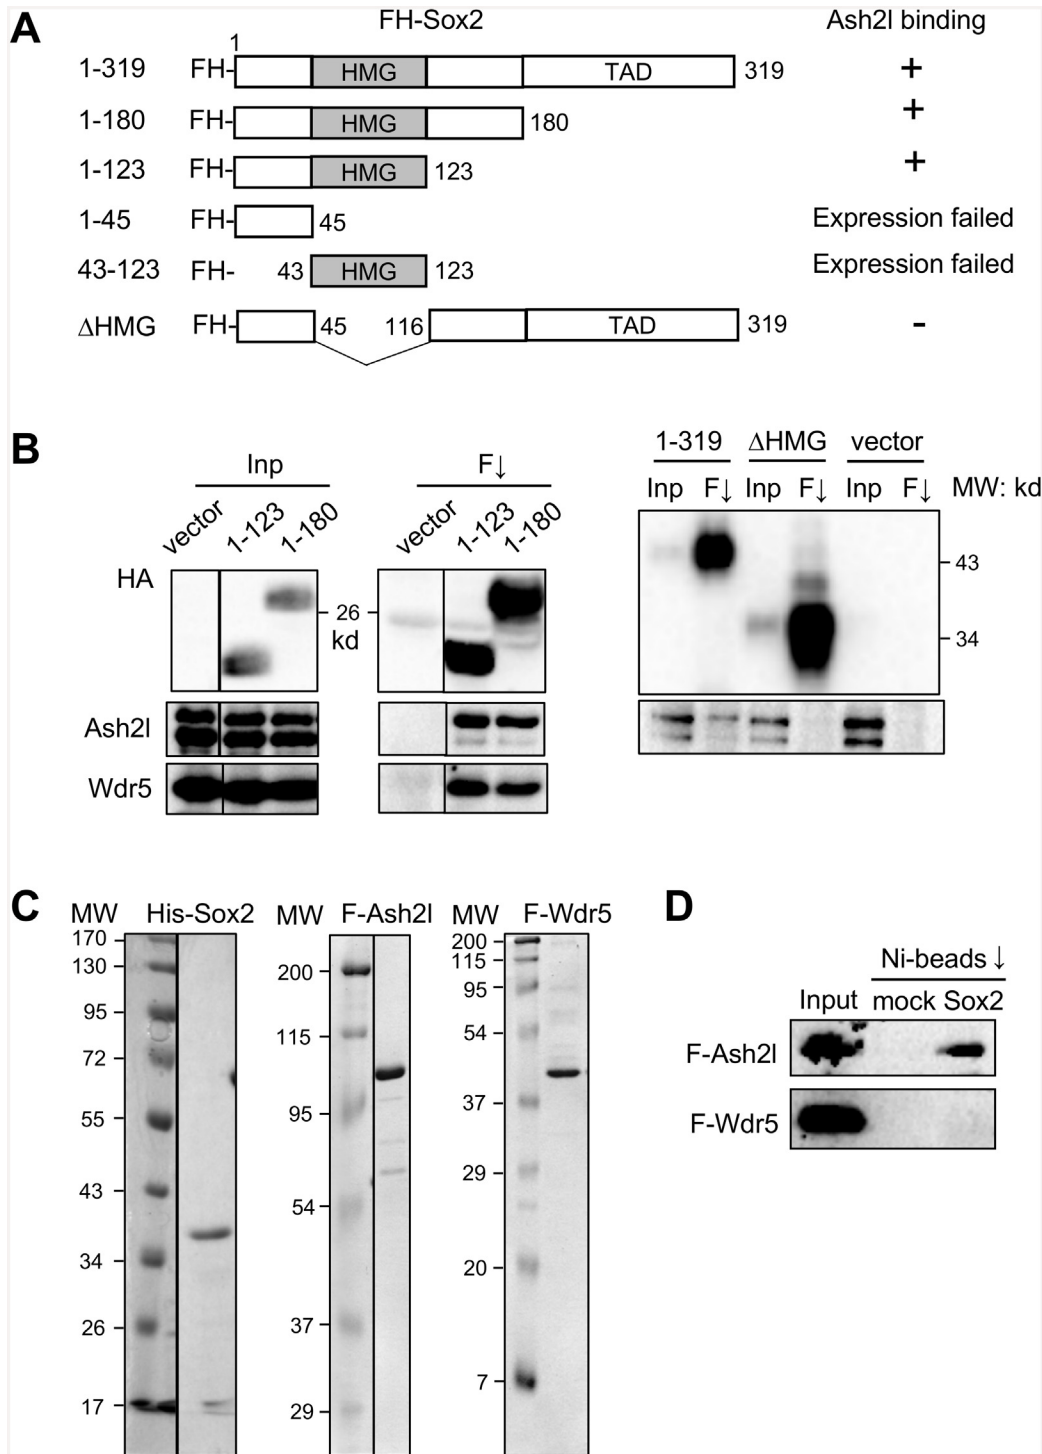 A
FH-Sox2
Ash2l binding
1
1-319 FH- HMG TAD 319 +
1-180 FH- HMG 180 +
1-123 FH- HMG 123 +
1-45 FH- 45 Expression failed
43-123 FH- 43 HMG 123 Expression failed
ΔHMG FH- 45 116 TAD 319 -
B
Inp
F↓
vector 1-123 1-180
vector 1-123 1-180
HA
26
kd
Ash2l
Wdr5
1-319 ΔHMG vector
Inp F↓ Inp F↓ Inp F↓ MW: kd
43
34
C
MW His-Sox2
170
130
95
72
55
43
34
26
17
MW F-Ash2l
200
115
95
54
37
29
MW F-Wdr5
200
115
95
54
37
29
20
7
D
Ni-beads↓
Input mock Sox2
F-Ash2l
F-Wdr5